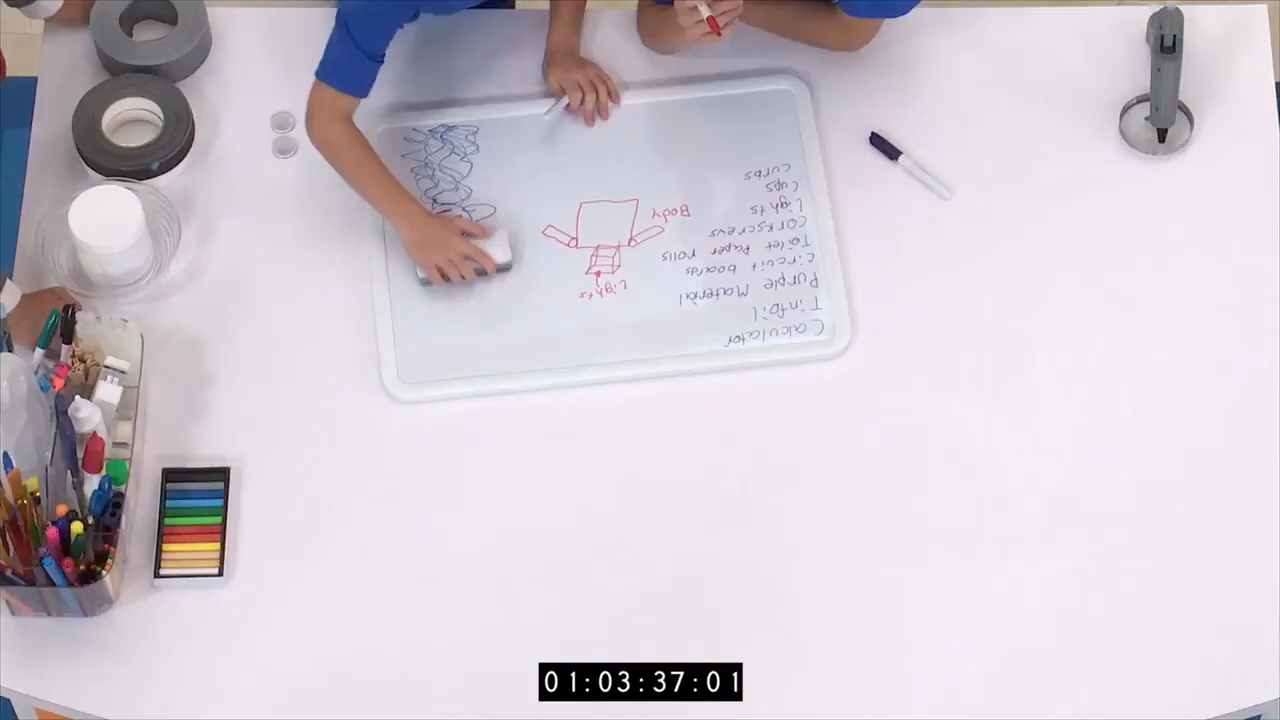 Calculator
Tinfoil
Purple Material
circuit boards
Toilet Paper rolls
corkscrews
Lights
Cups
curbs
Lights
Body
01:03:37:01